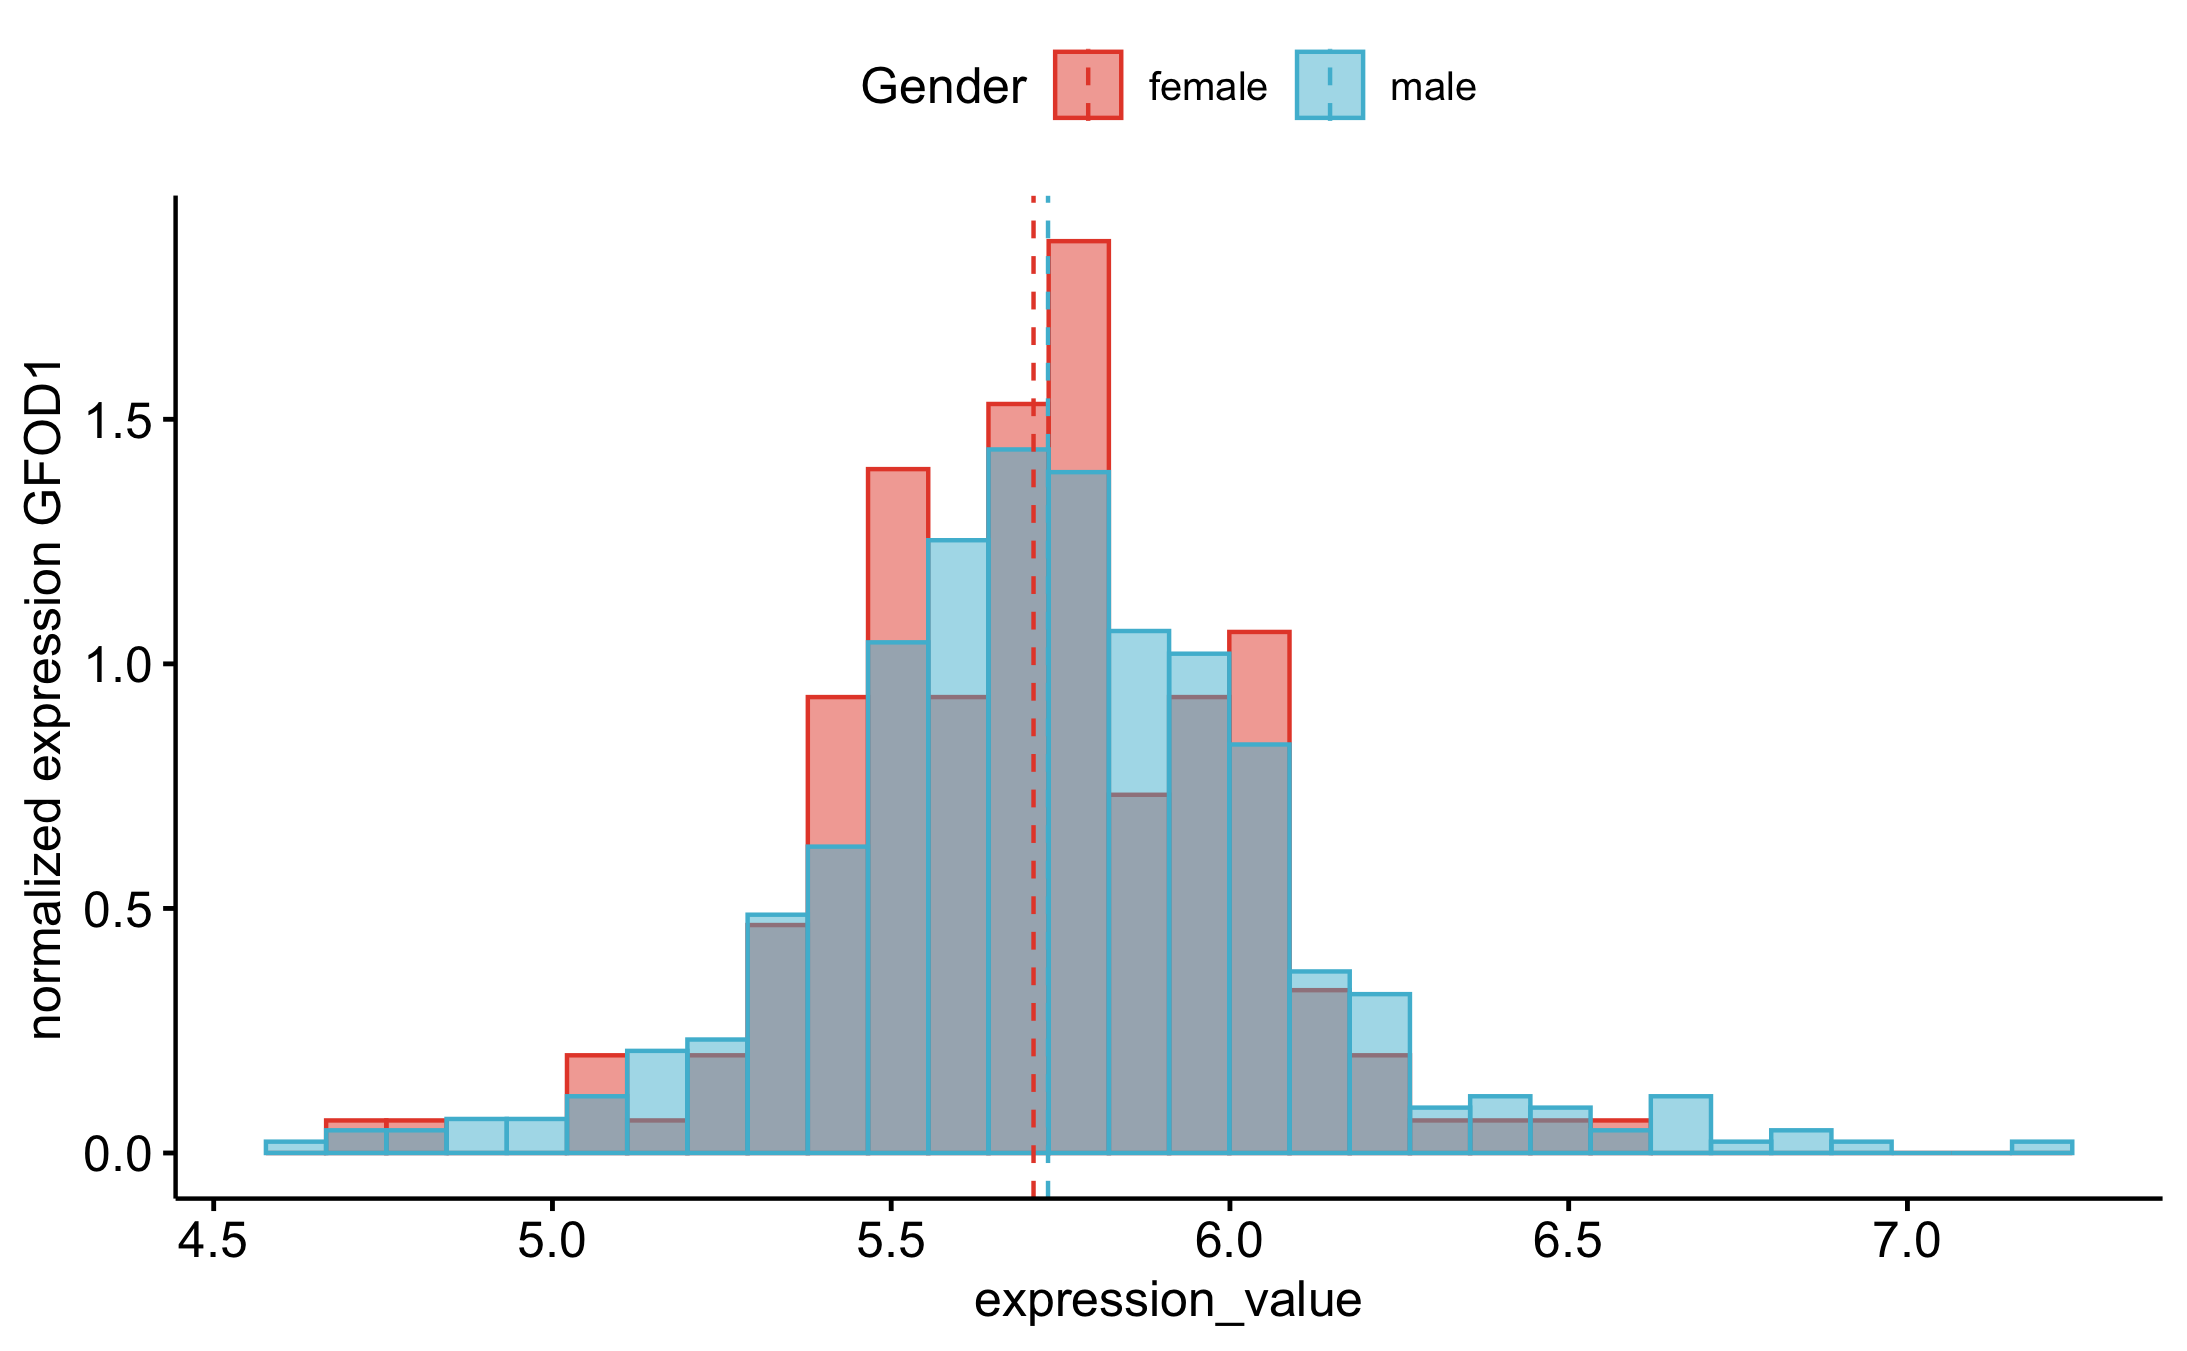 Gender female male
normalized expression GFOD1
1.5
1.0
0.5
0.0
4.5 5.0 5.5 6.0 6.5 7.0
expression_value